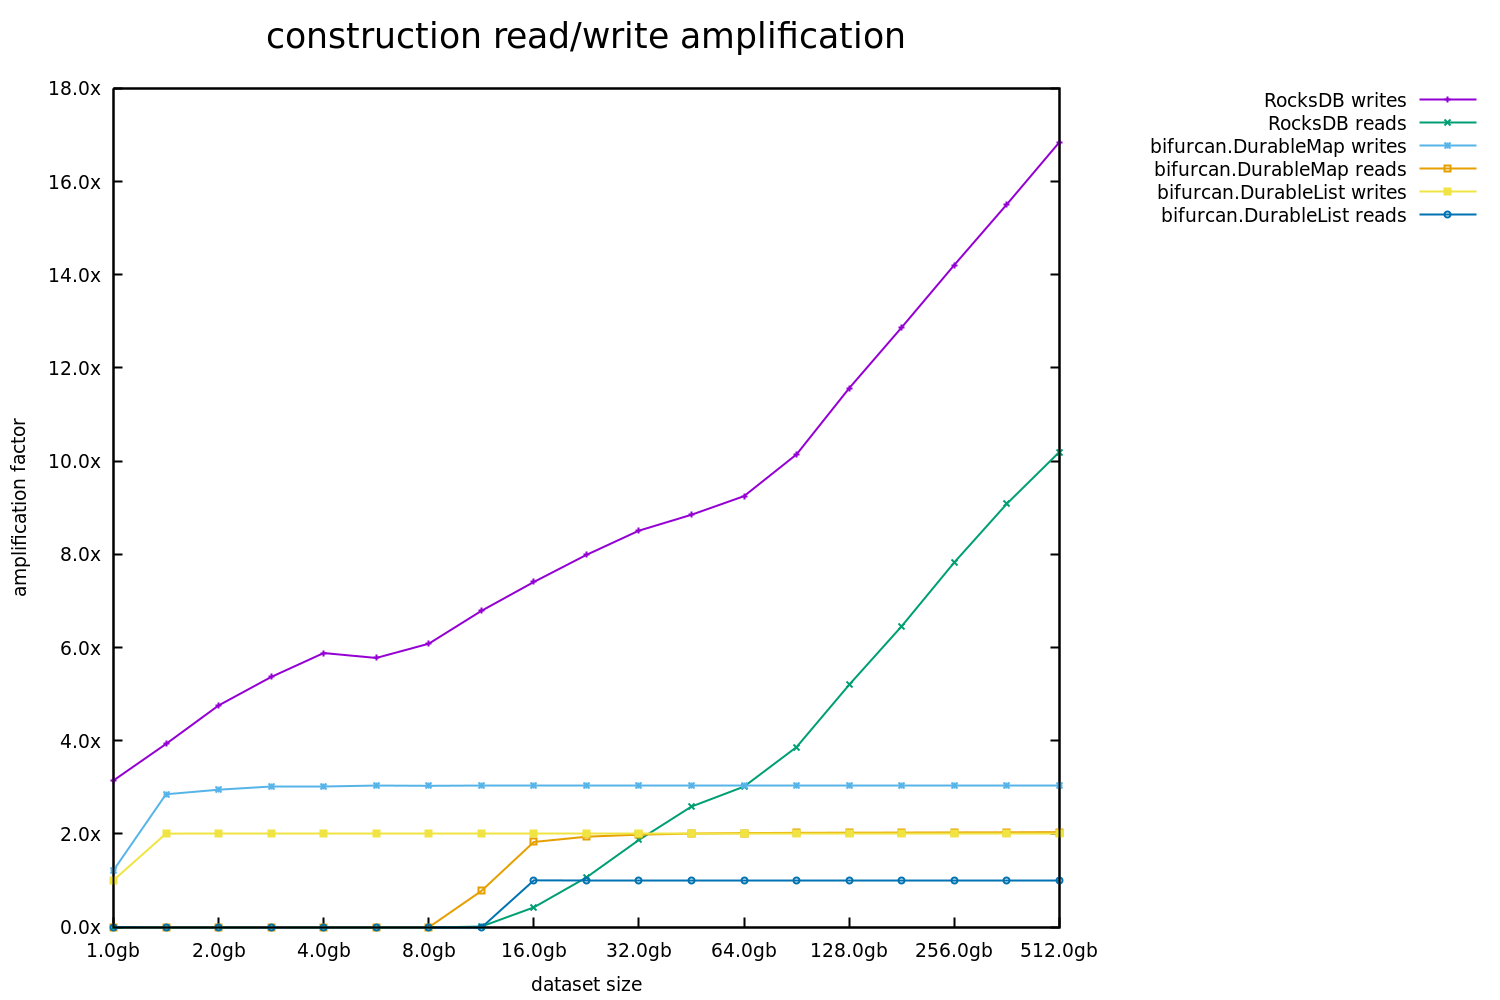 construction read/write amplification
18.0x
16.0x
14.0x
12.0x
10.0x
8.0x
6.0x
4.0x
2.0x
0.0x
amplification factor
1.0gb 2.0gb 4.0gb 8.0gb 16.0gb 32.0gb 64.0gb 128.0gb 256.0gb 512.0gb
dataset size
RocksDB writes
RocksDB reads
bifurcan.DurableMap writes
bifurcan.DurableMap reads
bifurcan.DurableList writes
bifurcan.DurableList reads